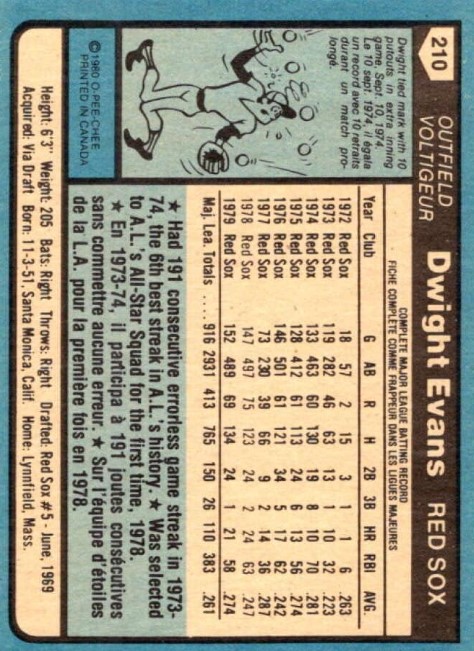 210
OUTFIELD
VOLTIGEUR
Dwight Evans RED SOX
Dwight tied mark with 10
putouts in extra inning
game, Sept. 10, 1974.
Le 10 sept. 1974, il égala
un record avec 10 retraits
durant un match pro-
longé.
©1980 O-PEE-CHEE
PRINTED IN CANADA
COMPLETE MAJOR LEAGUE BATTING RECORD
FICHE COMPLÈTE COMME FRAPPEUR DANS LES LIGUES MAJEURES
Year Club G AB R H 2B 3B HR RBI AVG.
1972 Red Sox 18 57 2 15 3 1 1 6 .263
1973 Red Sox 119 282 46 63 13 1 10 32 .223
1974 Red Sox 133 463 60 130 19 8 10 70 .281
1975 Red Sox 128 412 61 113 24 6 13 56 .274
1976 Red Sox 146 501 61 121 34 5 17 62 .242
1977 Red Sox 73 230 39 66 9 2 14 36 .287
1978 Red Sox 147 497 75 123 24 2 24 63 .247
1979 Red Sox 152 489 69 134 24 1 21 58 .274
Maj. Lea. Totals .... 916 2931 413 765 150 26 110 383 .261
★ Had 191 consecutive errorless game streak in 1973-
74, the 6th best streak in A.L.'s history. ★ Was selected
to A.L.'s All-Star Squad for the first time, 1978.
★ En 1973-74, il participa à 191 joutes consécutives
sans commettre aucune erreur. ★ Sur l'équipe d'étoiles
de la L.A. pour la première fois en 1978.
Height: 6'3" Weight: 205 Bats: Right Throws: Right Drafted: Red Sox #5 - June, 1969
Acquired: Via Draft Born: 11-3-51, Santa Monica, Calif. Home: Lynnfield, Mass.